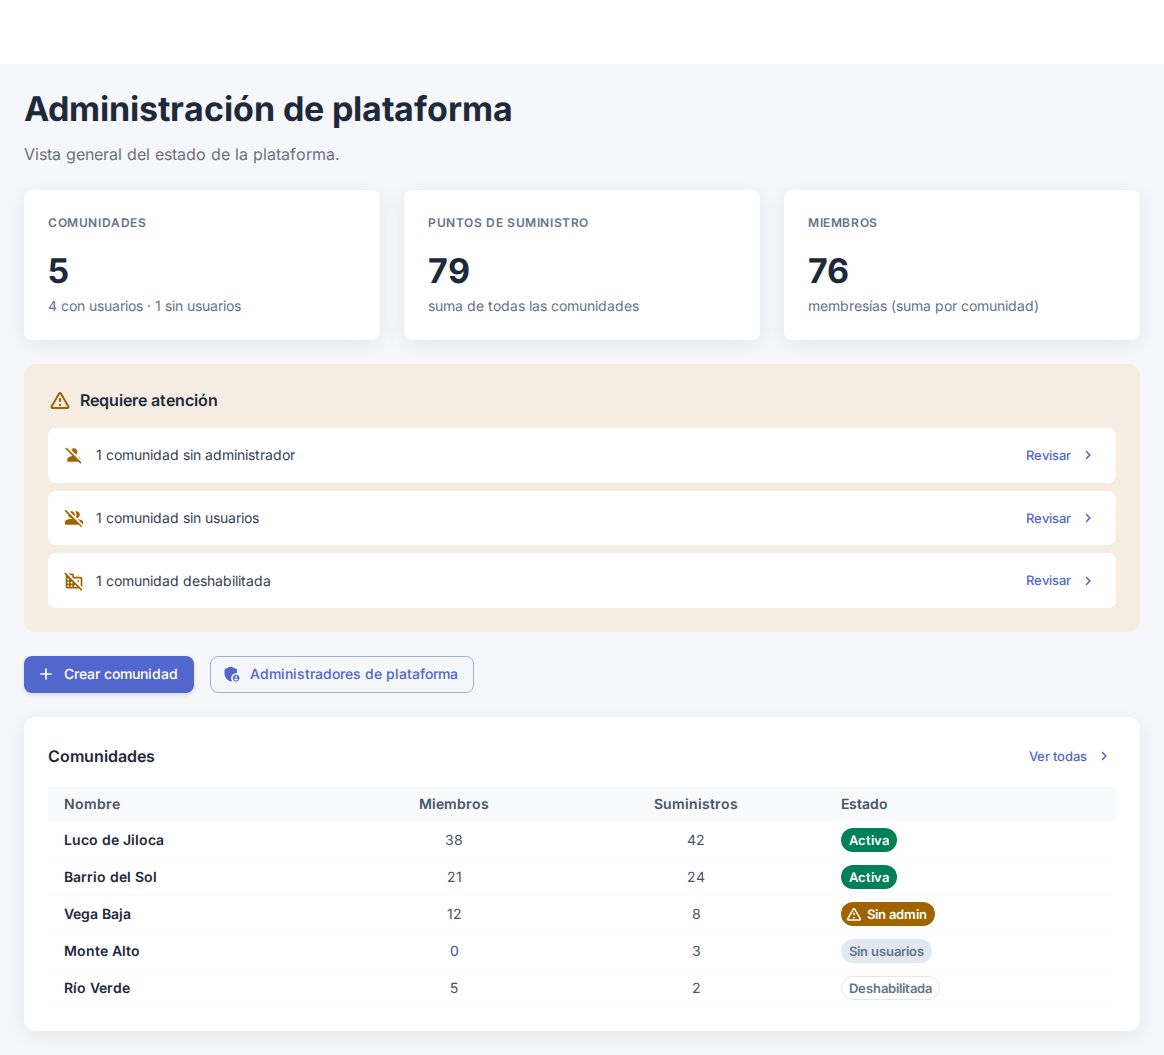 Administración de plataforma
Vista general del estado de la plataforma.
COMUNIDADES
5
4 con usuarios · 1 sin usuarios
PUNTOS DE SUMINISTRO
79
suma de todas las comunidades
MIEMBROS
76
membresías (suma por comunidad)
Requiere atención
1 comunidad sin administrador Revisar
1 comunidad sin usuarios Revisar
1 comunidad deshabilitada Revisar
Crear comunidad Administradores de plataforma
Comunidades Ver todas
Nombre Miembros Suministros Estado
Luco de Jiloca 38 42 Activa
Barrio del Sol 21 24 Activa
Vega Baja 12 8 Sin admin
Monte Alto 0 3 Sin usuarios
Río Verde 5 2 Deshabilitada